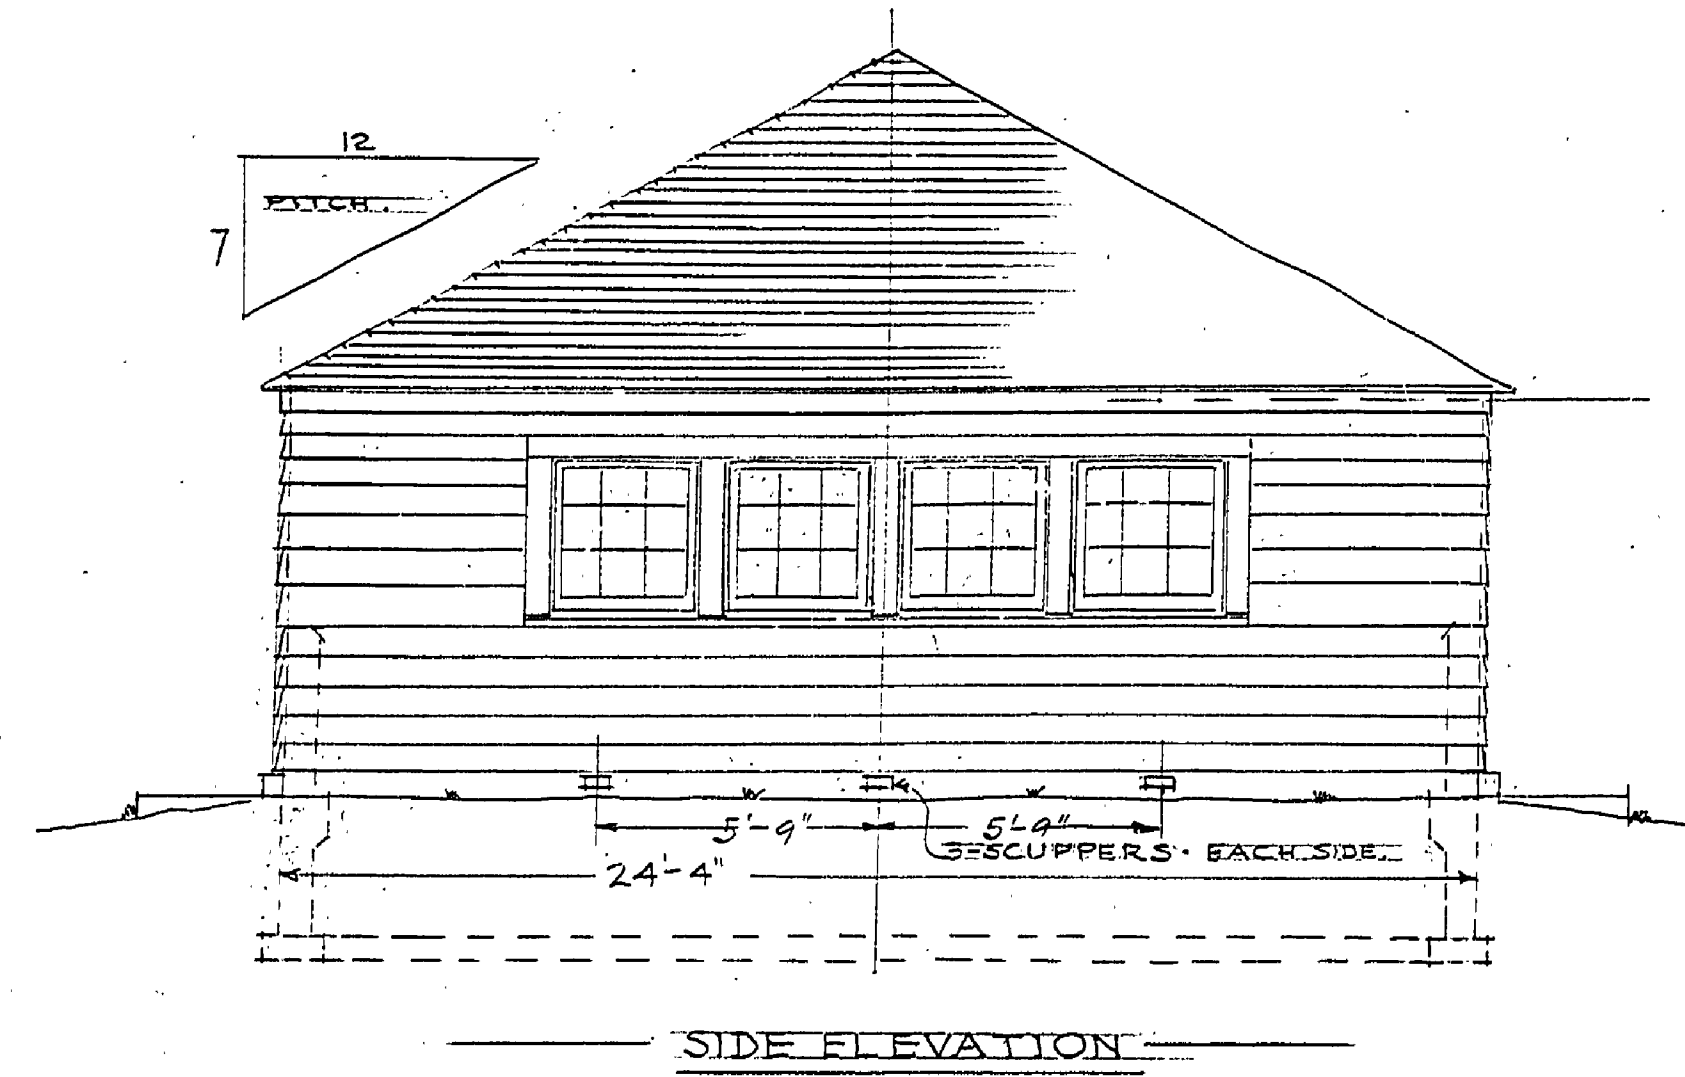 12
PITCH.
7
5'-9"
5'-9"
3-SCUPPERS. EACH SIDE.
24'-4"
SIDE ELEVATION